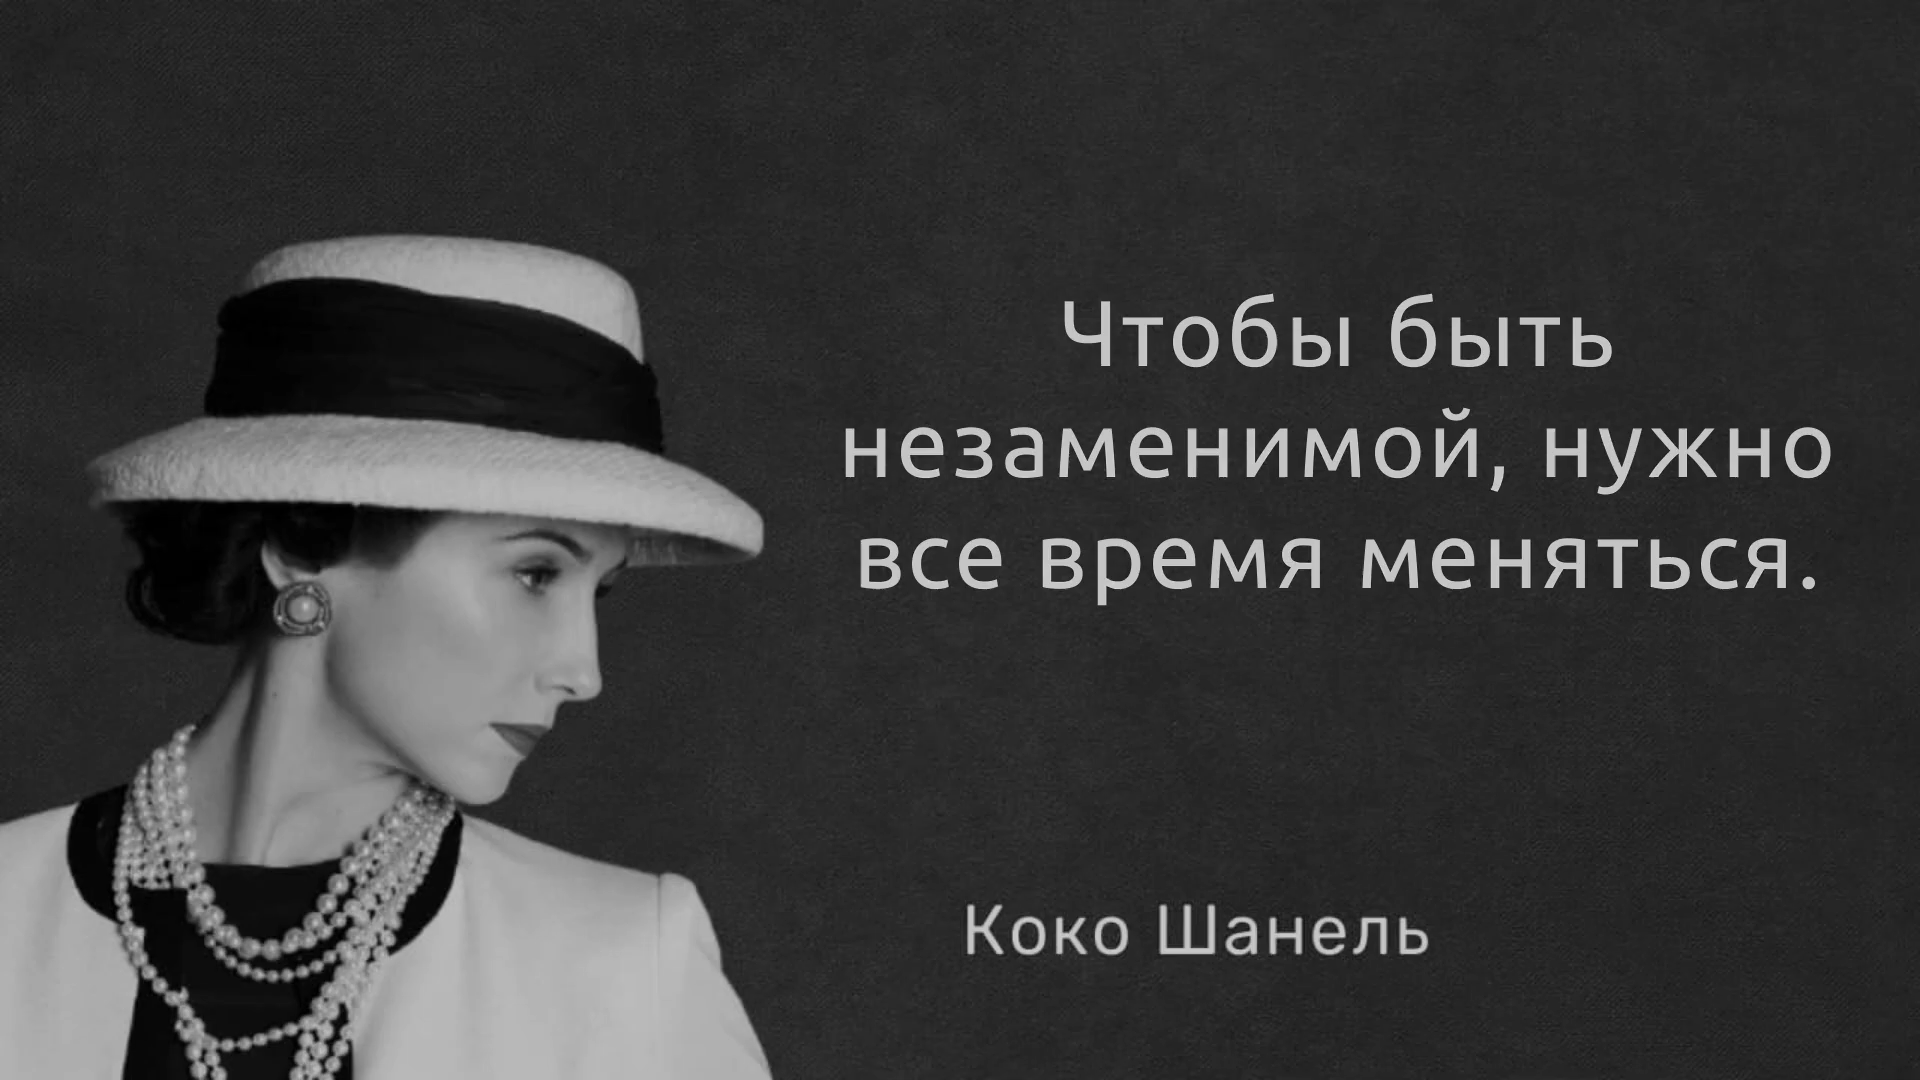 Чтобы быть
незаменимой, нужно
все время меняться.
Коко Шанель